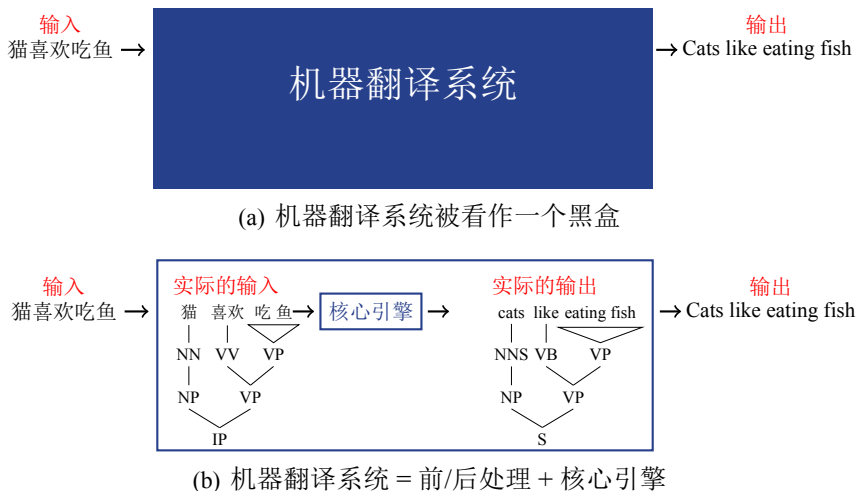 输入
输出
猫喜欢吃鱼
Cats like eating fish
机器翻译系统
(a) 机器翻译系统被看作一个黑盒
输入
实际的输入
实际的输出
输出
猫喜欢吃鱼
猫 喜欢 吃 鱼
核心引擎
cats like eating fish
Cats like eating fish
NN VV VP
NNS VB VP
NP VP
NP VP
IP
S
(b) 机器翻译系统 = 前/后处理 + 核心引擎